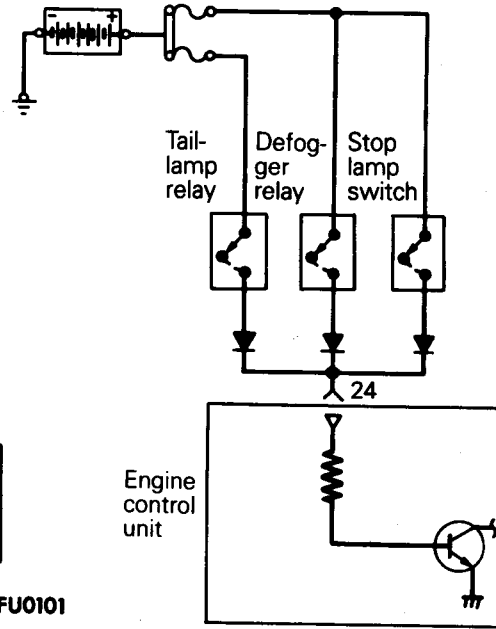 − +
Tail-
lamp
relay
Defog-
ger
relay
Stop
lamp
switch
24
Engine
control
unit
FU0101